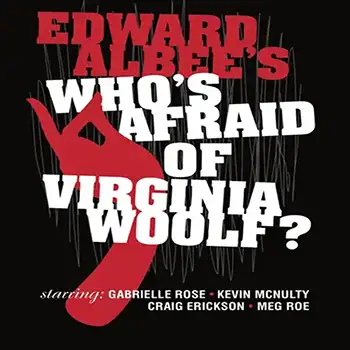 EDWARD
ALBEE'S
WHO'S
AFRAID
OF
VIRGINIA
WOOLF?
starring: GABRIELLE ROSE • KEVIN MCNULTY
CRAIG ERICKSON • MEG ROE